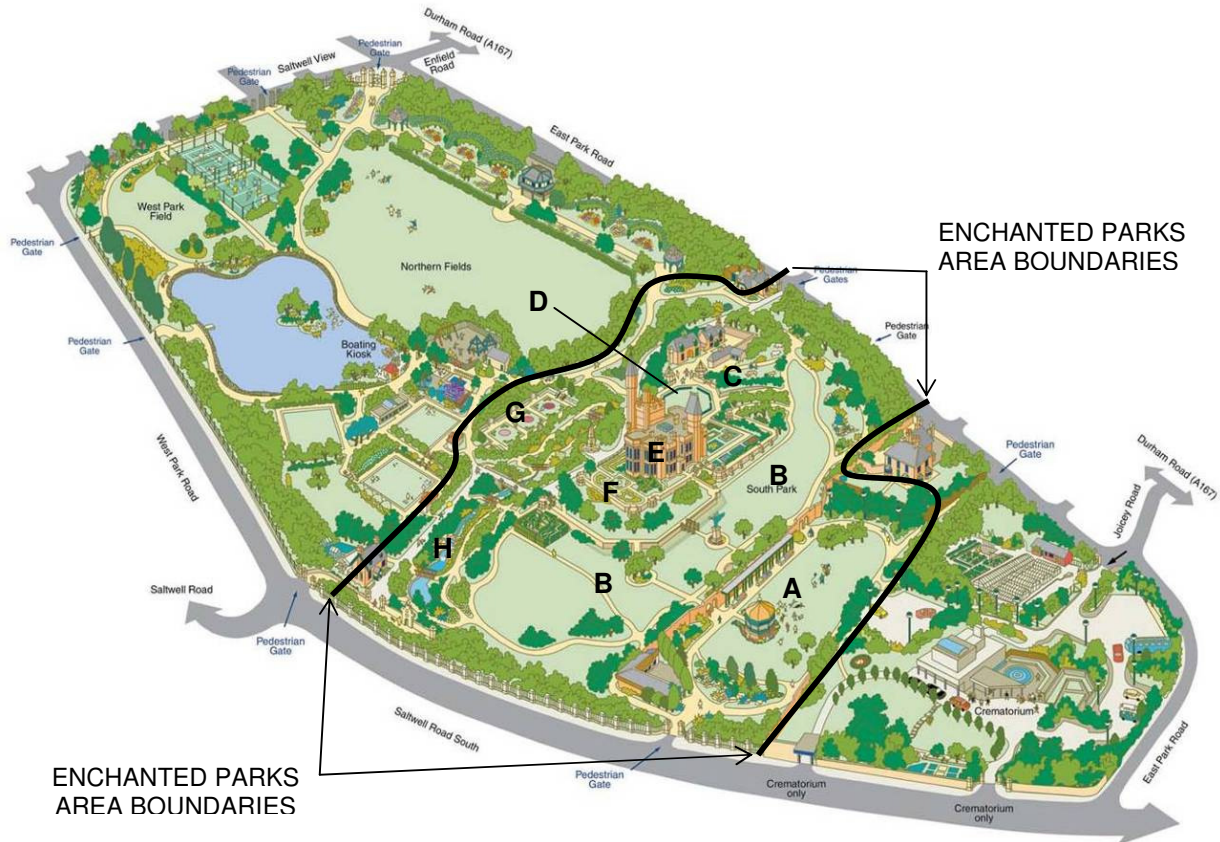 Durham Road (A167)
Pedestrian
Gate
Saltwell View
Enfield
Road
Pedestrian
Gate
East Park Road
West Park
Field
Pedestrian
Gate
Northern Fields
ENCHANTED PARKS
AREA BOUNDARIES
Pedestrian
Gates
D
Pedestrian
Gate
Pedestrian
Gate
Boating
Kiosk
C
G
E
West Park Road
Pedestrian
Gate
Durham Road (A167)
B
South Park
F
Joicey Road
H
B
A
Saltwell Road
Pedestrian
Gate
Crematorium
Saltwell Road South
East Park Road
ENCHANTED PARKS
AREA BOUNDARIES
Pedestrian
Gate
Crematorium
only
Crematorium
only